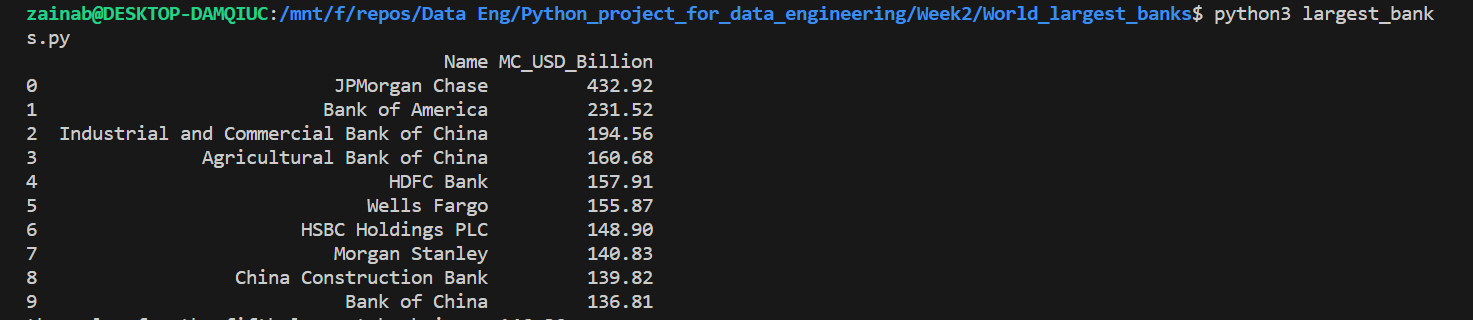 zainab@DESKTOP-DAMQIUC:/mnt/f/repos/Data Eng/Python_project_for_data_engineering/Week2/World_largest_banks$ python3 largest_bank
s.py
Name MC_USD_Billion
0 JPMorgan Chase 432.92
1 Bank of America 231.52
2 Industrial and Commercial Bank of China 194.56
3 Agricultural Bank of China 160.68
4 HDFC Bank 157.91
5 Wells Fargo 155.87
6 HSBC Holdings PLC 148.90
7 Morgan Stanley 140.83
8 China Construction Bank 139.82
9 Bank of China 136.81